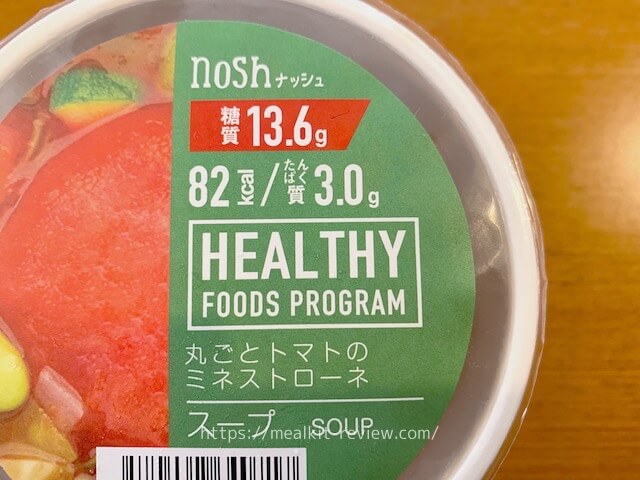 nosh ナッシュ
糖質 13.6g
82kcal/たんぱく質 3.0g
HEALTHY
FOODS PROGRAM
丸ごとトマトの
ミネストローネ
スープ SOUP
https://mealkit-review.com/